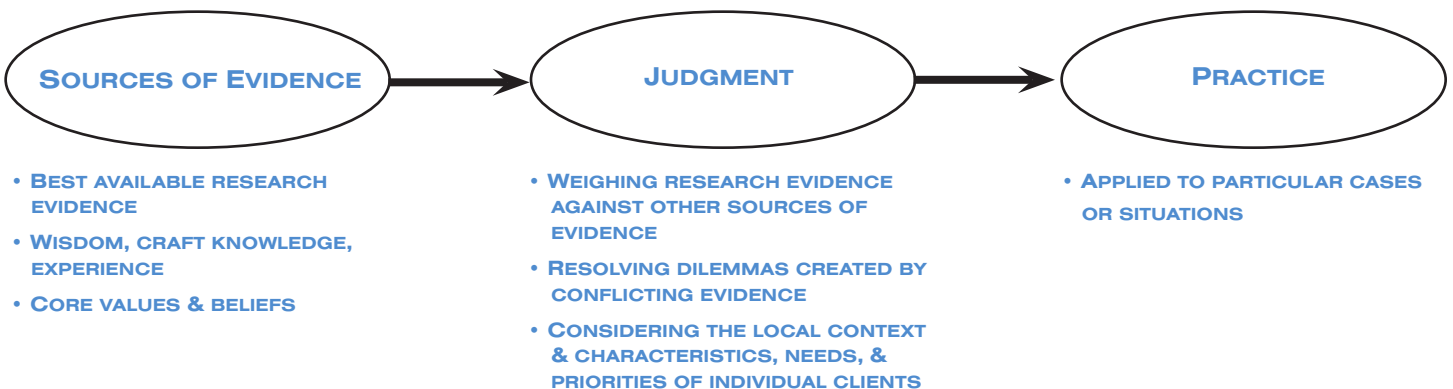 SOURCES OF EVIDENCE
• BEST AVAILABLE RESEARCH
EVIDENCE
• WISDOM, CRAFT KNOWLEDGE,
EXPERIENCE
• CORE VALUES & BELIEFS
JUDGMENT
• WEIGHING RESEARCH EVIDENCE
AGAINST OTHER SOURCES OF
EVIDENCE
• RESOLVING DILEMMAS CREATED BY
CONFLICTING EVIDENCE
• CONSIDERING THE LOCAL CONTEXT
& CHARACTERISTICS, NEEDS, &
PRIORITIES OF INDIVIDUAL CLIENTS
PRACTICE
• APPLIED TO PARTICULAR CASES
OR SITUATIONS